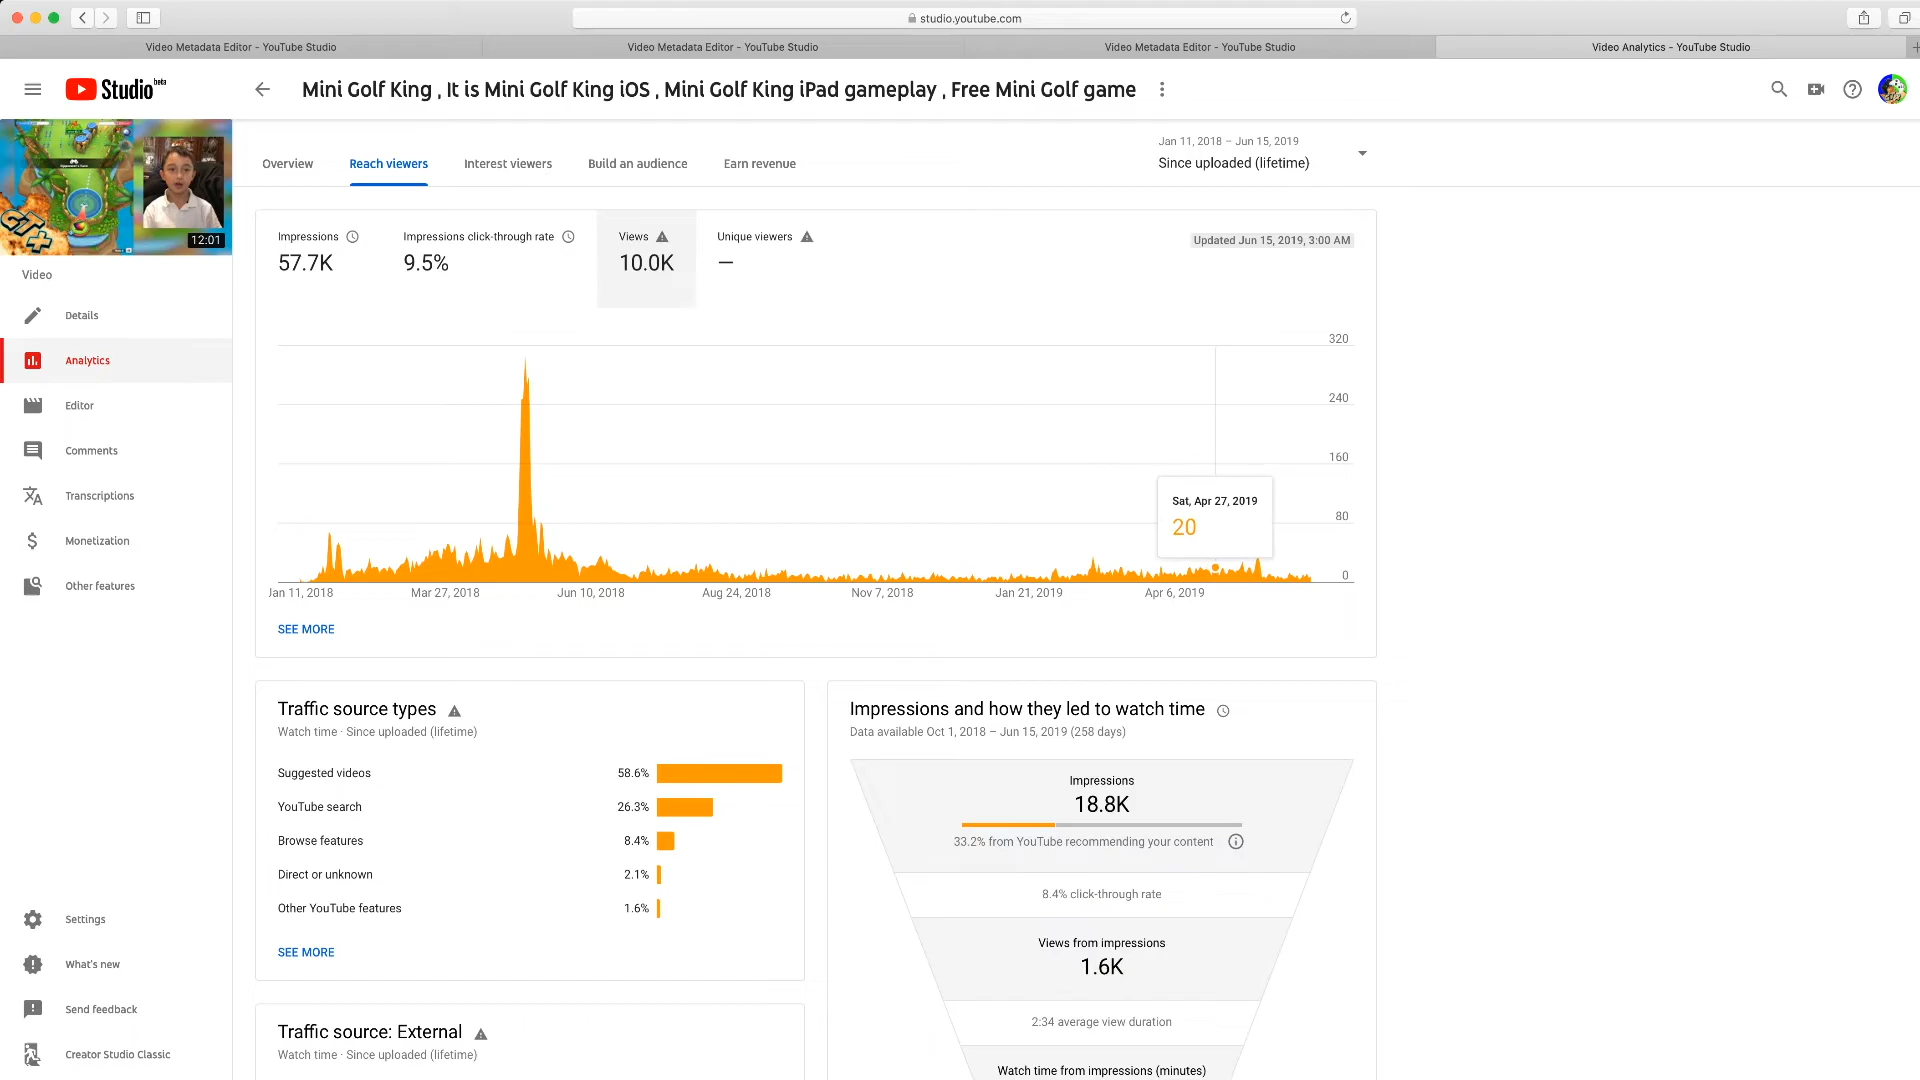 studio.youtube.com
Video Metadata Editor - YouTube Studio
Video Metadata Editor - YouTube Studio
Video Metadata Editor - YouTube Studio
Video Analytics - YouTube Studio
Studio beta
Mini Golf King , It is Mini Golf King iOS , Mini Golf King iPad gameplay , Free Mini Golf game
12:01
Video
Details
Analytics
Editor
Comments
Transcriptions
Monetization
Other features
Settings
What's new
Send feedback
Creator Studio Classic
Overview
Reach viewers
Interest viewers
Build an audience
Earn revenue
Jan 11, 2018 – Jun 15, 2019
Since uploaded (lifetime)
Impressions
57.7K
Impressions click-through rate
9.5%
Views
10.0K
Unique viewers
—
Updated Jun 15, 2019, 3:00 AM
320
240
160
80
0
Sat, Apr 27, 2019
20
Jan 11, 2018
Mar 27, 2018
Jun 10, 2018
Aug 24, 2018
Nov 7, 2018
Jan 21, 2019
Apr 6, 2019
SEE MORE
Traffic source types
Watch time · Since uploaded (lifetime)
Suggested videos 58.6%
YouTube search 26.3%
Browse features 8.4%
Direct or unknown 2.1%
Other YouTube features 1.6%
SEE MORE
Traffic source: External
Watch time · Since uploaded (lifetime)
Impressions and how they led to watch time
Data available Oct 1, 2018 – Jun 15, 2019 (258 days)
Impressions
18.8K
33.2% from YouTube recommending your content
8.4% click-through rate
Views from impressions
1.6K
2:34 average view duration
Watch time from impressions (minutes)